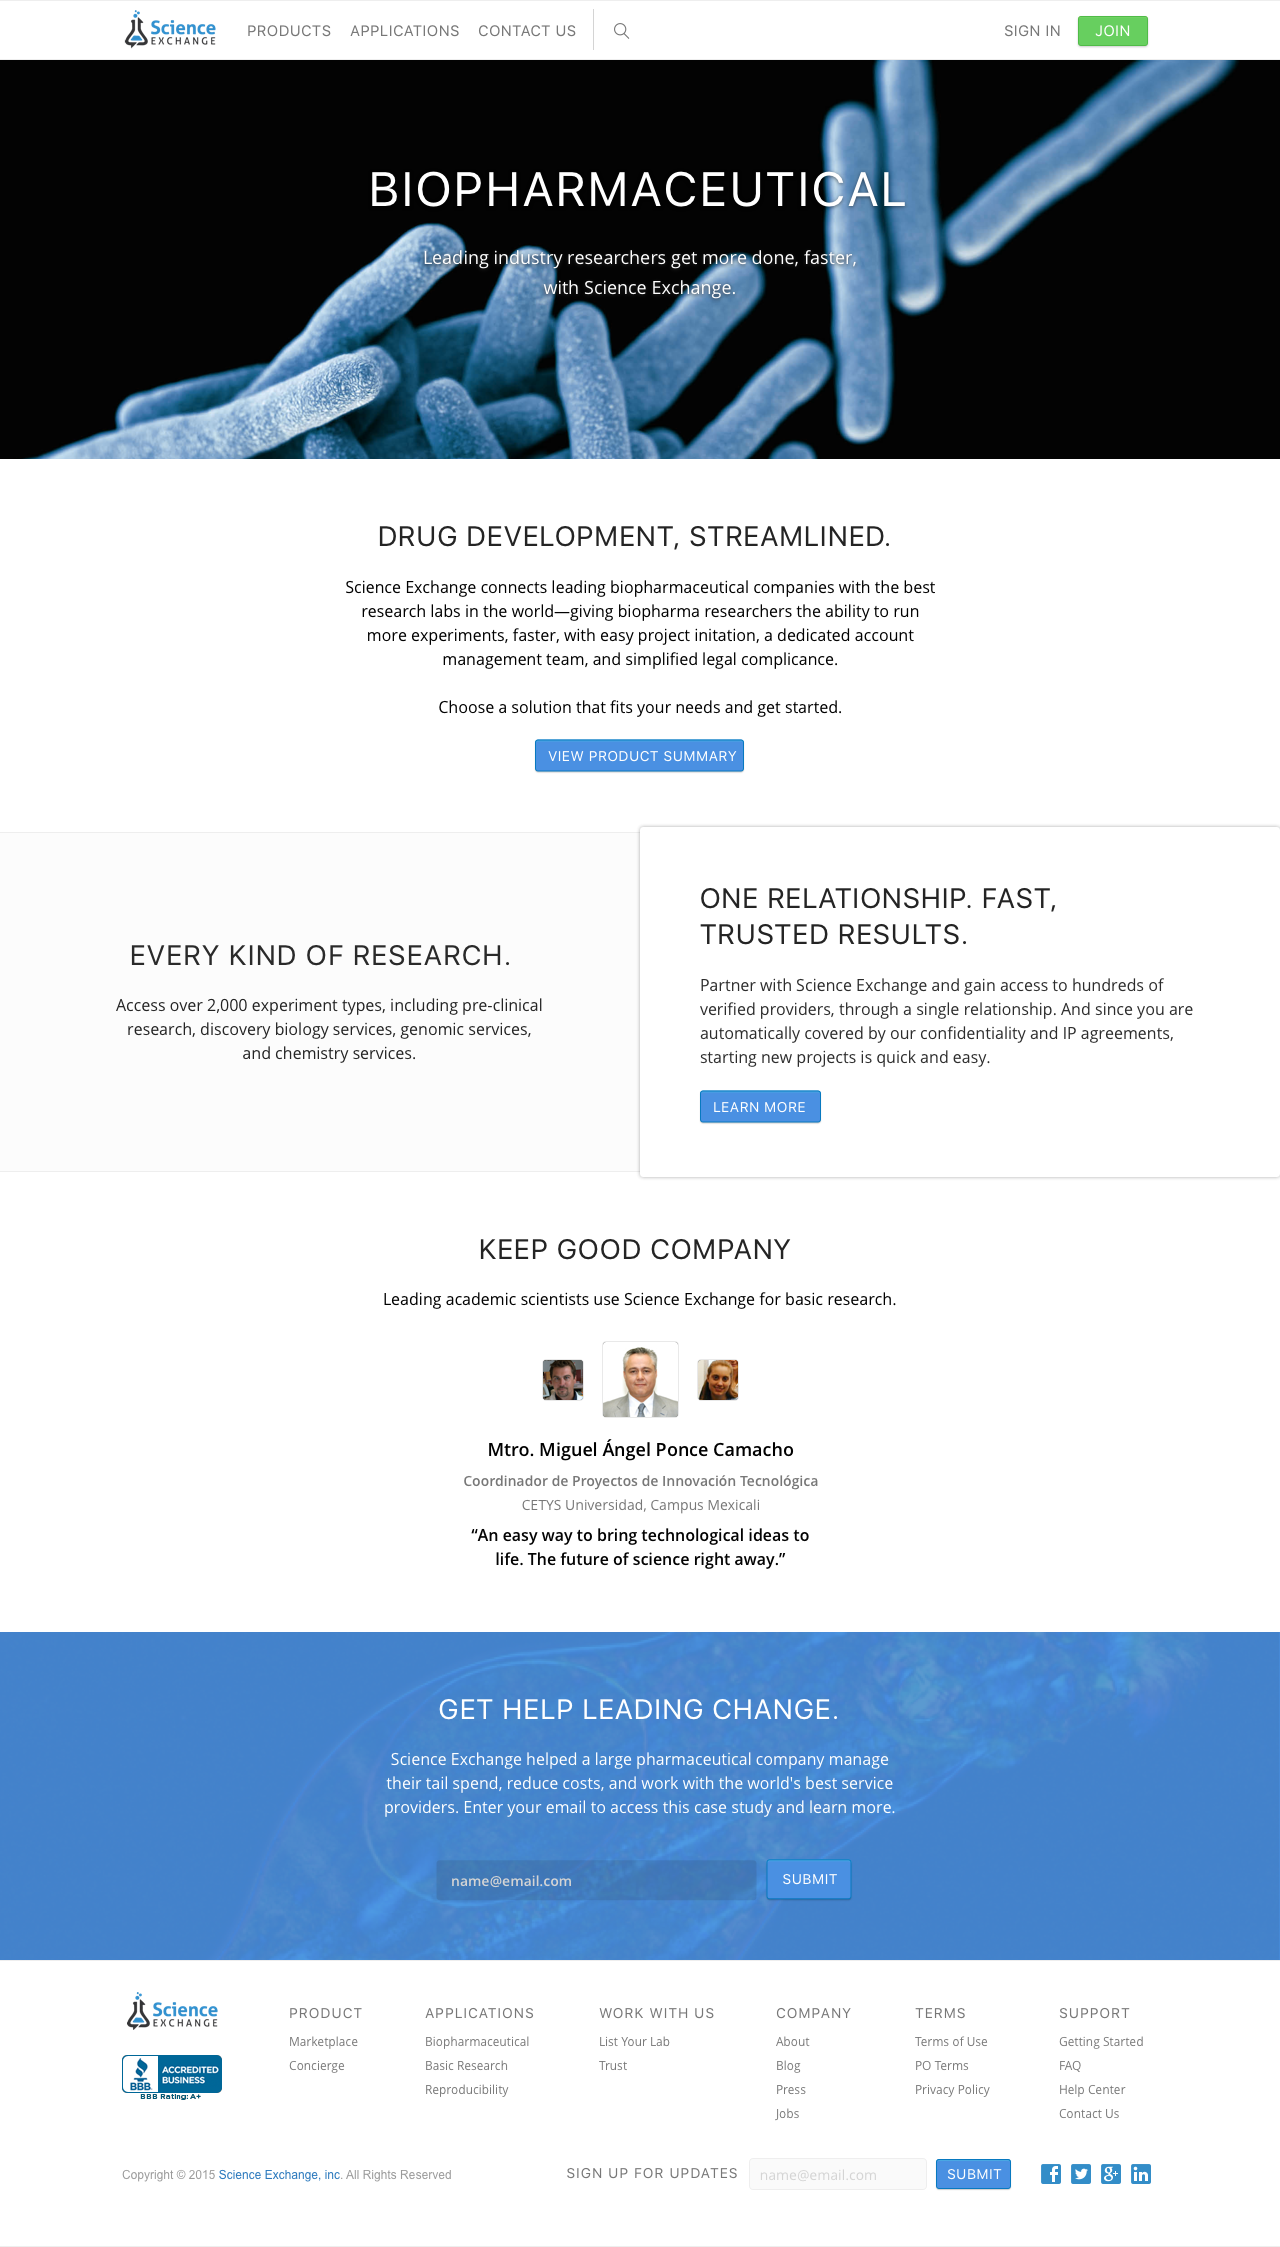 Science
EXCHANGE
PRODUCTS APPLICATIONS CONTACT US
SIGN IN JOIN
BIOPHARMACEUTICAL
Leading industry researchers get more done, faster,
with Science Exchange.
DRUG DEVELOPMENT, STREAMLINED.
Science Exchange connects leading biopharmaceutical companies with the best
research labs in the world—giving biopharma researchers the ability to run
more experiments, faster, with easy project initation, a dedicated account
management team, and simplified legal complicance.
Choose a solution that fits your needs and get started.
VIEW PRODUCT SUMMARY
EVERY KIND OF RESEARCH.
Access over 2,000 experiment types, including pre-clinical
research, discovery biology services, genomic services,
and chemistry services.
ONE RELATIONSHIP. FAST,
TRUSTED RESULTS.
Partner with Science Exchange and gain access to hundreds of
verified providers, through a single relationship. And since you are
automatically covered by our confidentiality and IP agreements,
starting new projects is quick and easy.
LEARN MORE
KEEP GOOD COMPANY
Leading academic scientists use Science Exchange for basic research.
Mtro. Miguel Ángel Ponce Camacho
Coordinador de Proyectos de Innovación Tecnológica
CETYS Universidad, Campus Mexicali
“An easy way to bring technological ideas to
life. The future of science right away.”
GET HELP LEADING CHANGE.
Science Exchange helped a large pharmaceutical company manage
their tail spend, reduce costs, and work with the world's best service
providers. Enter your email to access this case study and learn more.
name@email.com SUBMIT
Science
EXCHANGE
BBB
ACCREDITED
BUSINESS
BBB Rating: A+
PRODUCT
Marketplace
Concierge
APPLICATIONS
Biopharmaceutical
Basic Research
Reproducibility
WORK WITH US
List Your Lab
Trust
COMPANY
About
Blog
Press
Jobs
TERMS
Terms of Use
PO Terms
Privacy Policy
SUPPORT
Getting Started
FAQ
Help Center
Contact Us
Copyright © 2015 Science Exchange, inc. All Rights Reserved
SIGN UP FOR UPDATES name@email.com SUBMIT